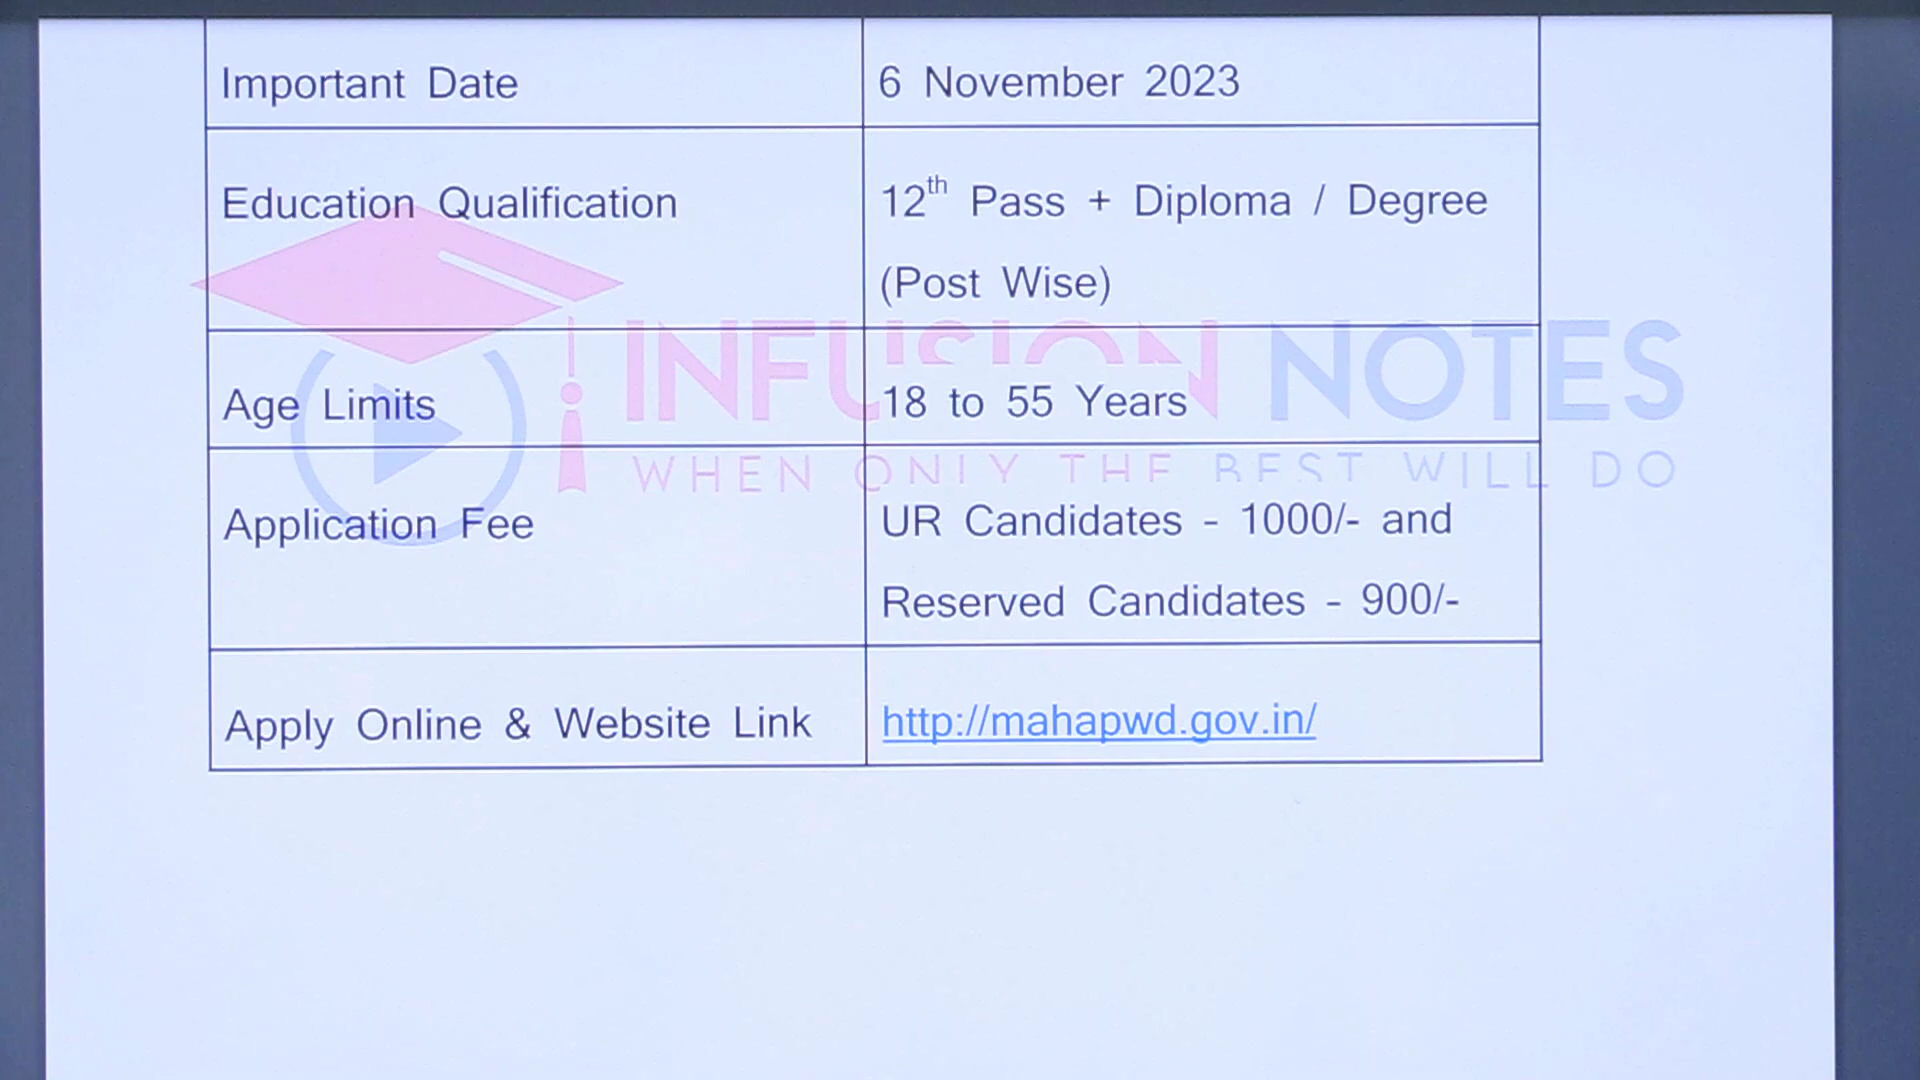 Important Date
6 November 2023
Education Qualification
12th Pass + Diploma / Degree
(Post Wise)
Age Limits
18 to 55 Years
Application Fee
UR Candidates - 1000/- and
Reserved Candidates - 900/-
Apply Online & Website Link
http://mahapwd.gov.in/
INFUSION NOTES
WHEN ONLY THE BEST WILL DO